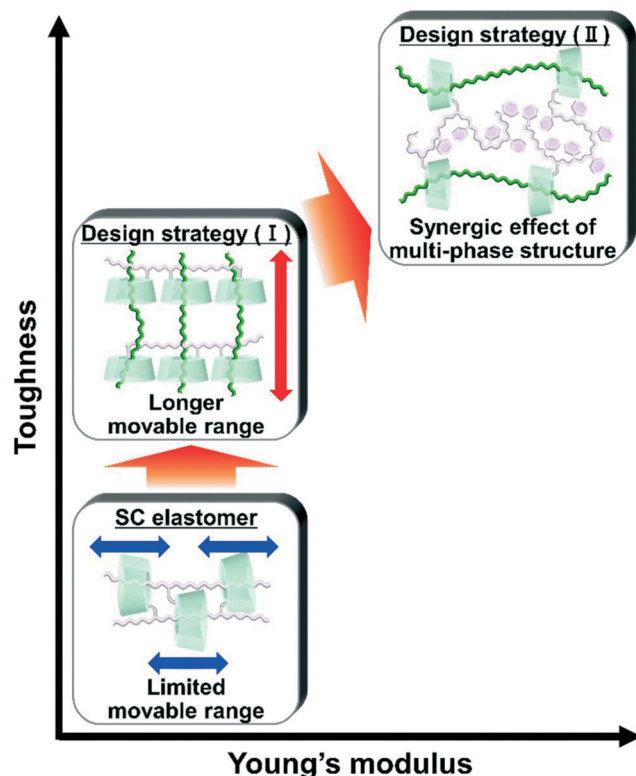 Design strategy (Ⅱ)
Synergic effect of
multi-phase structure
Design strategy (Ⅰ)
Longer
movable range
SC elastomer
Limited
movable range
Toughness
Young's modulus